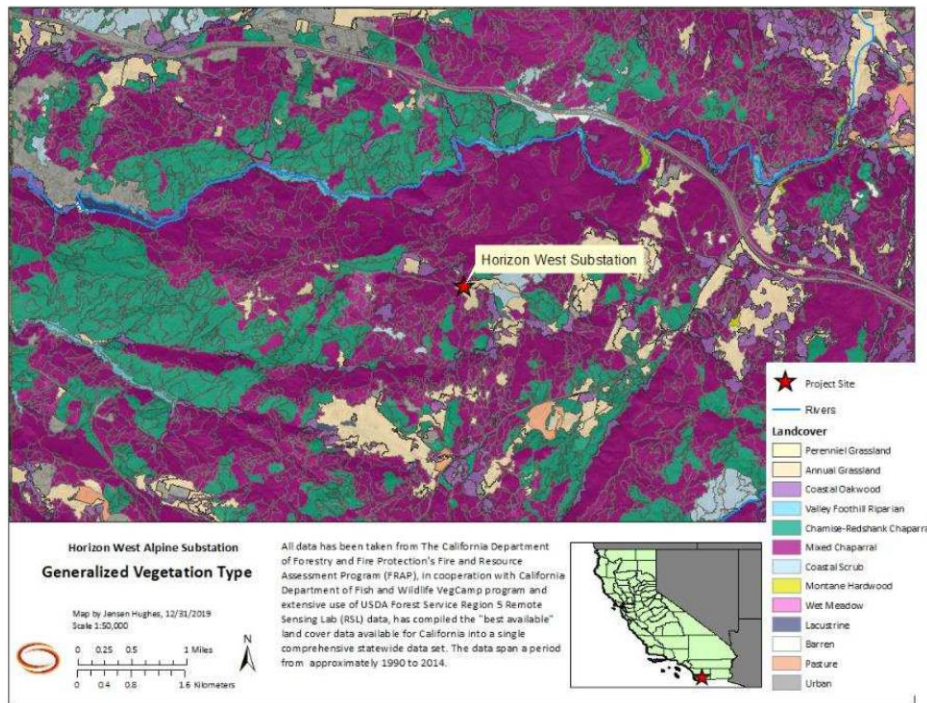 Horizon West Substation
Project Site
Rivers
Landcover
Perenniel Grassland
Annual Grassland
Coastal Oakwood
Valley Foothill Riparian
Chamise-Redshank Chaparra
Mixed Chaparral
Coastal Scrub
Montane Hardwood
Wet Meadow
Lacustrine
Barren
Pasture
Urban
Horizon West Alpine Substation
Generalized Vegetation Type
Map by Jensen Hughes, 12/31/2019
Scale 1:50,000
N
0 0.25 0.5 1 Miles
0 0.4 0.8 1.6 Kilometers
All data has been taken from The California Department
of Forestry and Fire Protection's Fire and Resource
Assessment Program (FRAP), in cooperation with California
Department of Fish and Wildlife VegCamp program and
extensive use of USDA Forest Service Region 5 Remote
Sensing Lab (RSL) data, has compiled the "best available"
land cover data available for California into a single
comprehensive statewide data set. The data span a period
from approximately 1990 to 2014.